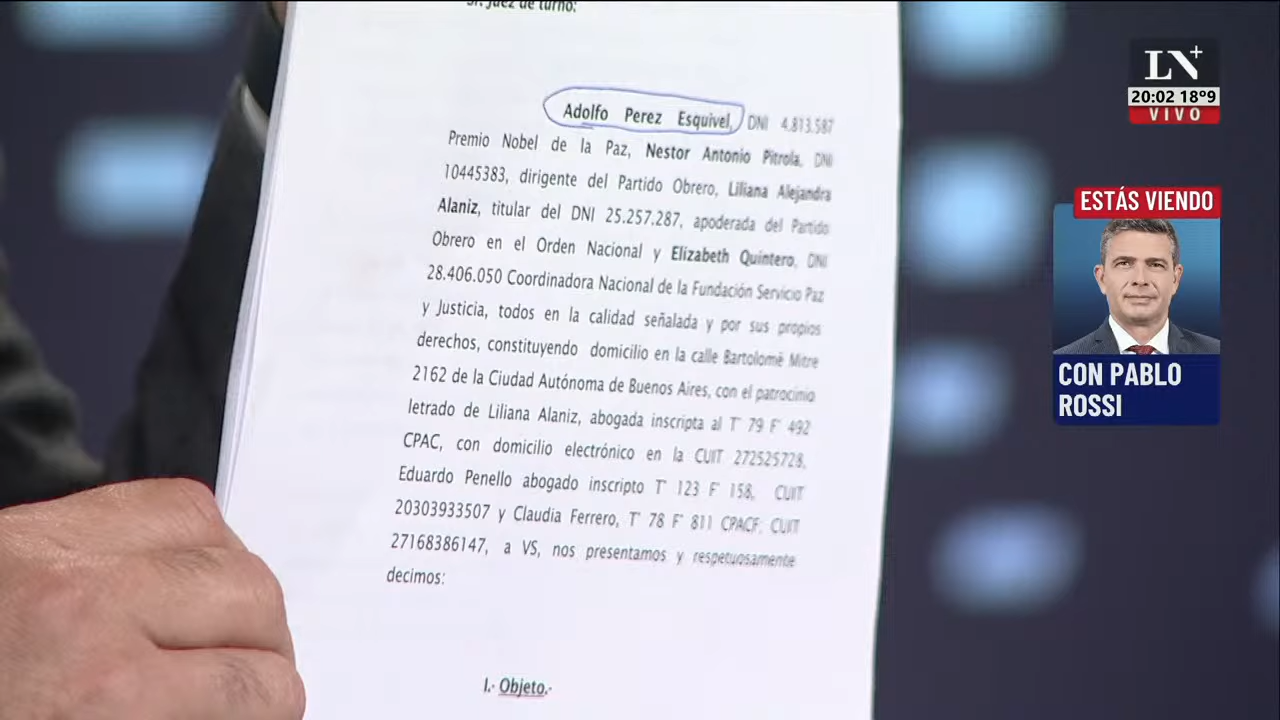 Sr. Juez de turno:
Adolfo Perez Esquivel, DNI 4.813.587
Premio Nobel de la Paz, Nestor Antonio Pitrola, DNI
10445383, dirigente del Partido Obrero, Liliana Alejandra
Alaniz, titular del DNI 25.257.287, apoderada del Partido
Obrero en el Orden Nacional y Elizabeth Quintero, DNI
28.406.050 Coordinadora Nacional de la Fundación Servicio Paz
y Justicia, todos en la calidad señalada y por sus propios
derechos, constituyendo domicilio en la calle Bartolomé Mitre
2162 de la Ciudad Autónoma de Buenos Aires, con el patrocinio
letrado de Liliana Alaniz, abogada inscripta al T° 79 F° 492
CPAC, con domicilio electrónico en la CUIT 272525728,
Eduardo Penello abogado inscripto T° 123 F° 158, CUIT
20303933507 y Claudia Ferrero, T° 78 F° 811 CPACF, CUIT
27168386147, a VS, nos presentamos y respetuosamente
decimos:
I.- Objeto.-
LN+
20:02 18°9
VIVO
ESTÁS VIENDO
CON PABLO
ROSSI